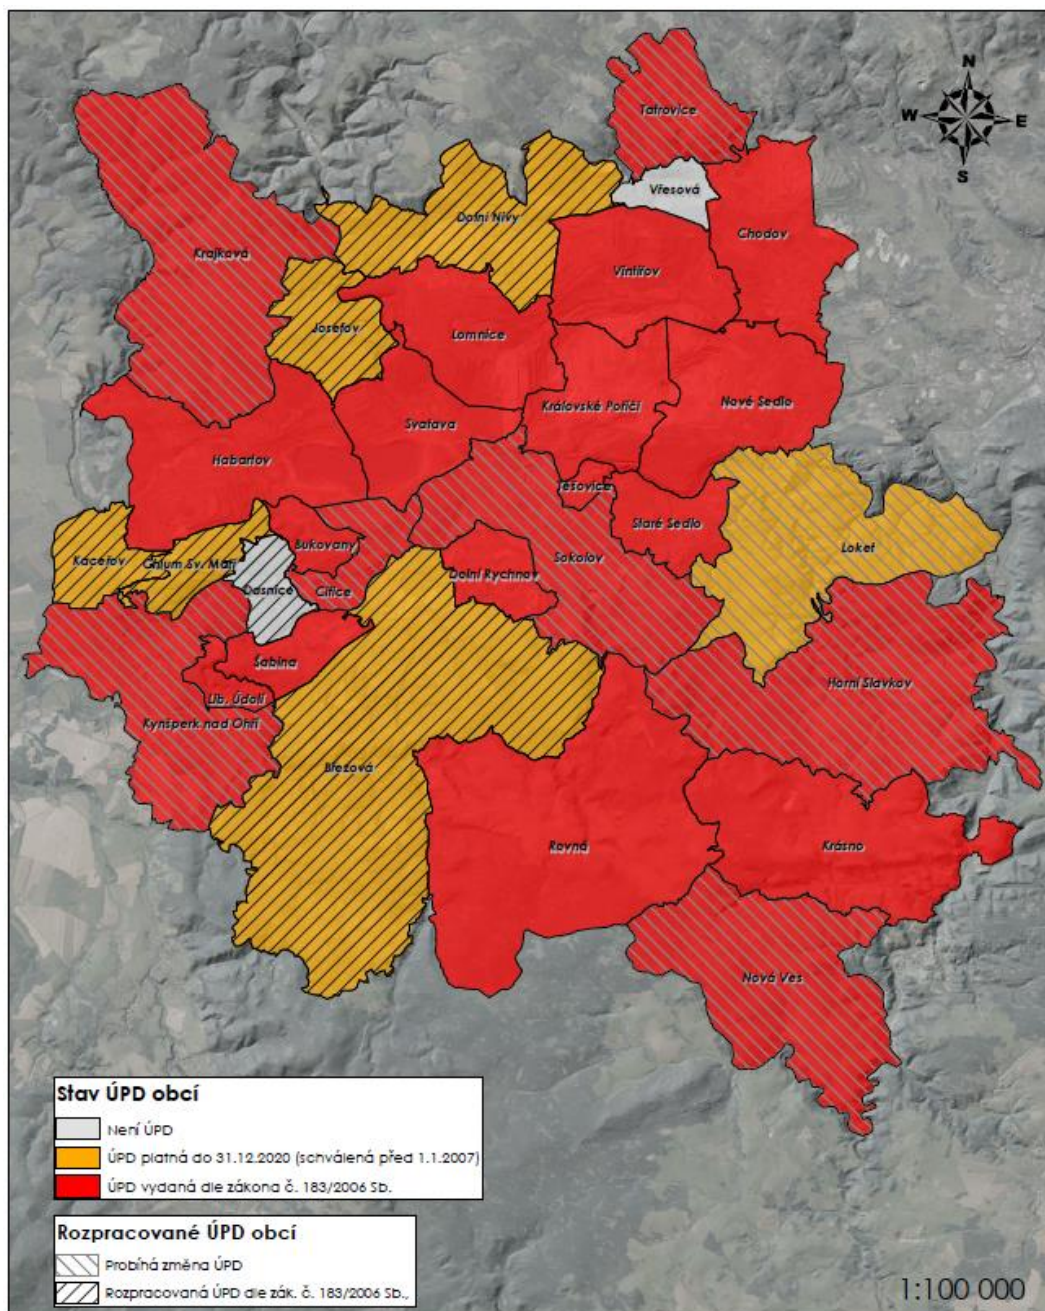 N
W
E
S
Tatrovice
Vřesová
Dolní Nivy
Chodov
Krajková
Vintířov
Josefov
Lomnice
Královské Poříčí
Nové Sedlo
Svatava
Habartov
Těšovice
Staré Sedlo
Bukovany
Loket
Kaceřov
Chlum Sv. Máří
Sokolov
Dolní Rychnov
Dasnice
Citice
Šabina
Horní Slavkov
Lib. Údolí
Kynšperk nad Ohří
Březová
Rovná
Krásno
Nová Ves
Stav ÚPD obcí
Není ÚPD
ÚPD platná do 31.12.2020 (schválená před 1.1.2007)
ÚPD vydaná dle zákona č. 183/2006 Sb.
Rozpracované ÚPD obcí
Probíhá změna ÚPD
Rozpracovaná ÚPD dle zák. č. 183/2006 Sb.,
1:100 000